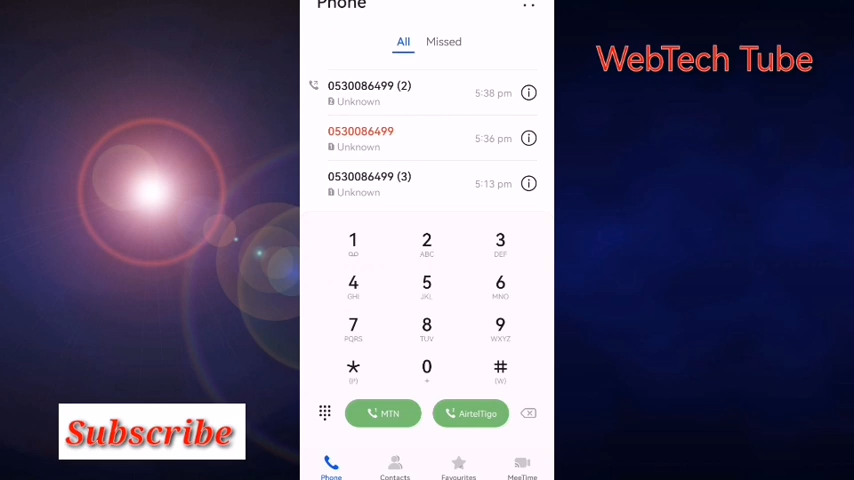 Phone
WebTech Tube
All Missed
0530086499 (2)
Unknown
5:38 pm
0530086499
Unknown
5:36 pm
0530086499 (3)
Unknown
5:13 pm
1 2 3
ABC DEF
4 5 6
GHI JKL MNO
7 8 9
PQRS TUV WXYZ
* 0 #
(P) + (W)
MTN AirtelTigo
Subscribe
Phone Contacts Favourites MeeTime